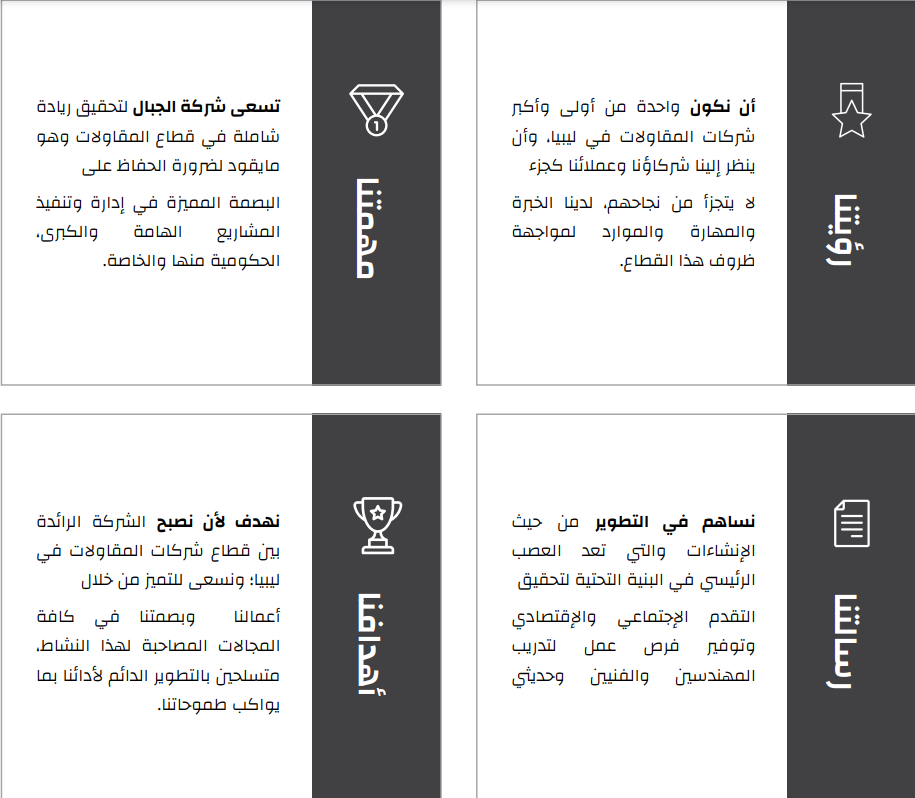 رؤيتنا
أن نكون واحدة من أولى وأكبر
شركات المقاولات في ليبيا، وأن
ينظر إلينا شركاؤنا وعملائنا كجزء
لا يتجزأ من نجاحهم، لدينا الخبرة
والمهارة والموارد لمواجهة
ظروف هذا القطاع.
مهمتنا
1
تسعى شركة الجبال لتحقيق ريادة
شاملة في قطاع المقاولات وهو
مايقود لضرورة الحفاظ على
البصمة المميزة في إدارة وتنفيذ
المشاريع الهامة والكبرى،
الحكومية منها والخاصة.
رسالتنا
نساهم في التطوير من حيث
الإنشاءات والتي تعد العصب
الرئيسي في البنية التحتية لتحقيق
التقدم الإجتماعي والإقتصادي
وتوفير فرص عمل لتدريب
المهندسين والفنيين وحديثي
أهدافنا
نهدف لأن نصبح الشركة الرائدة
بين قطاع شركات المقاولات في
ليبيا؛ ونسعى للتميز من خلال
أعمالنا وبصمتنا في كافة
المجالات المصاحبة لهذا النشاط،
متسلحين بالتطوير الدائم لأدائنا بما
يواكب طموحاتنا.